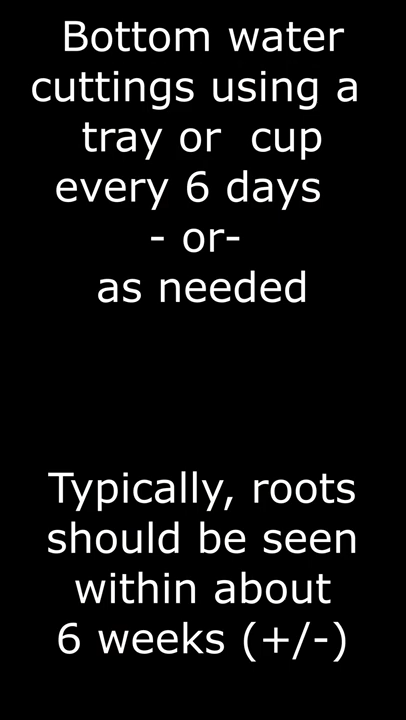 Bottom water
cuttings using a
tray or cup
every 6 days
- or-
as needed
Typically, roots
should be seen
within about
6 weeks (+/-)